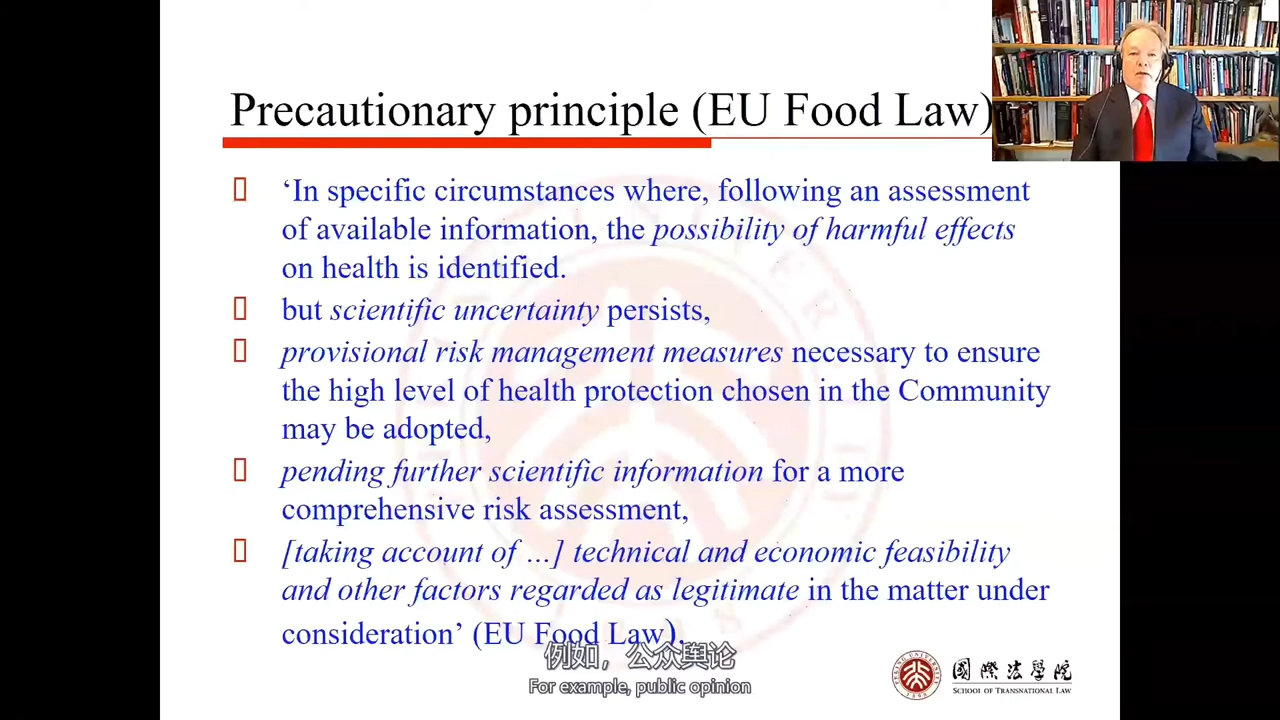 Precautionary principle (EU Food Law)
‘In specific circumstances where, following an assessment
of available information, the possibility of harmful effects
on health is identified.
but scientific uncertainty persists,
provisional risk management measures necessary to ensure
the high level of health protection chosen in the Community
may be adopted,
pending further scientific information for a more
comprehensive risk assessment,
[taking account of ...] technical and economic feasibility
and other factors regarded as legitimate in the matter under
consideration’ (EU Food Law).
例如，公众舆论
For example, public opinion
國際法學院
SCHOOL OF TRANSNATIONAL LAW